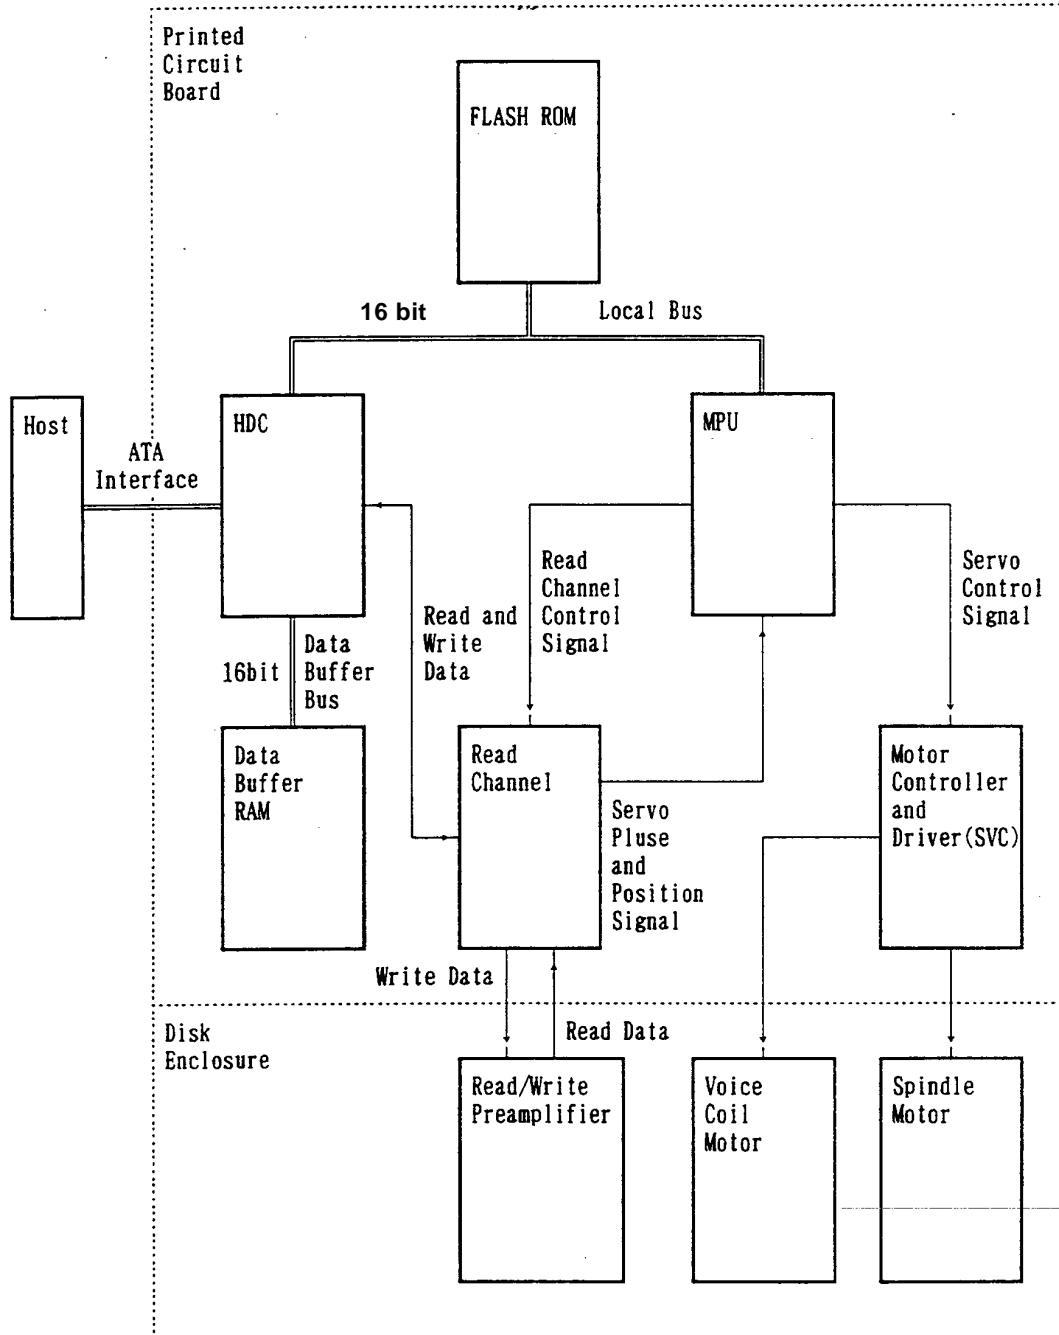 Printed
Circuit
Board
FLASH ROM
16 bit
Local Bus
Host
ATA
Interface
HDC
MPU
Read
Channel
Control
Signal
Servo
Control
Signal
Read and
Write
Data
16bit
Data
Buffer
Bus
Data
Buffer
RAM
Read
Channel
Servo
Pluse
and
Position
Signal
Motor
Controller
and
Driver(SVC)
Write Data
Read Data
Disk
Enclosure
Read/Write
Preamplifier
Voice
Coil
Motor
Spindle
Motor